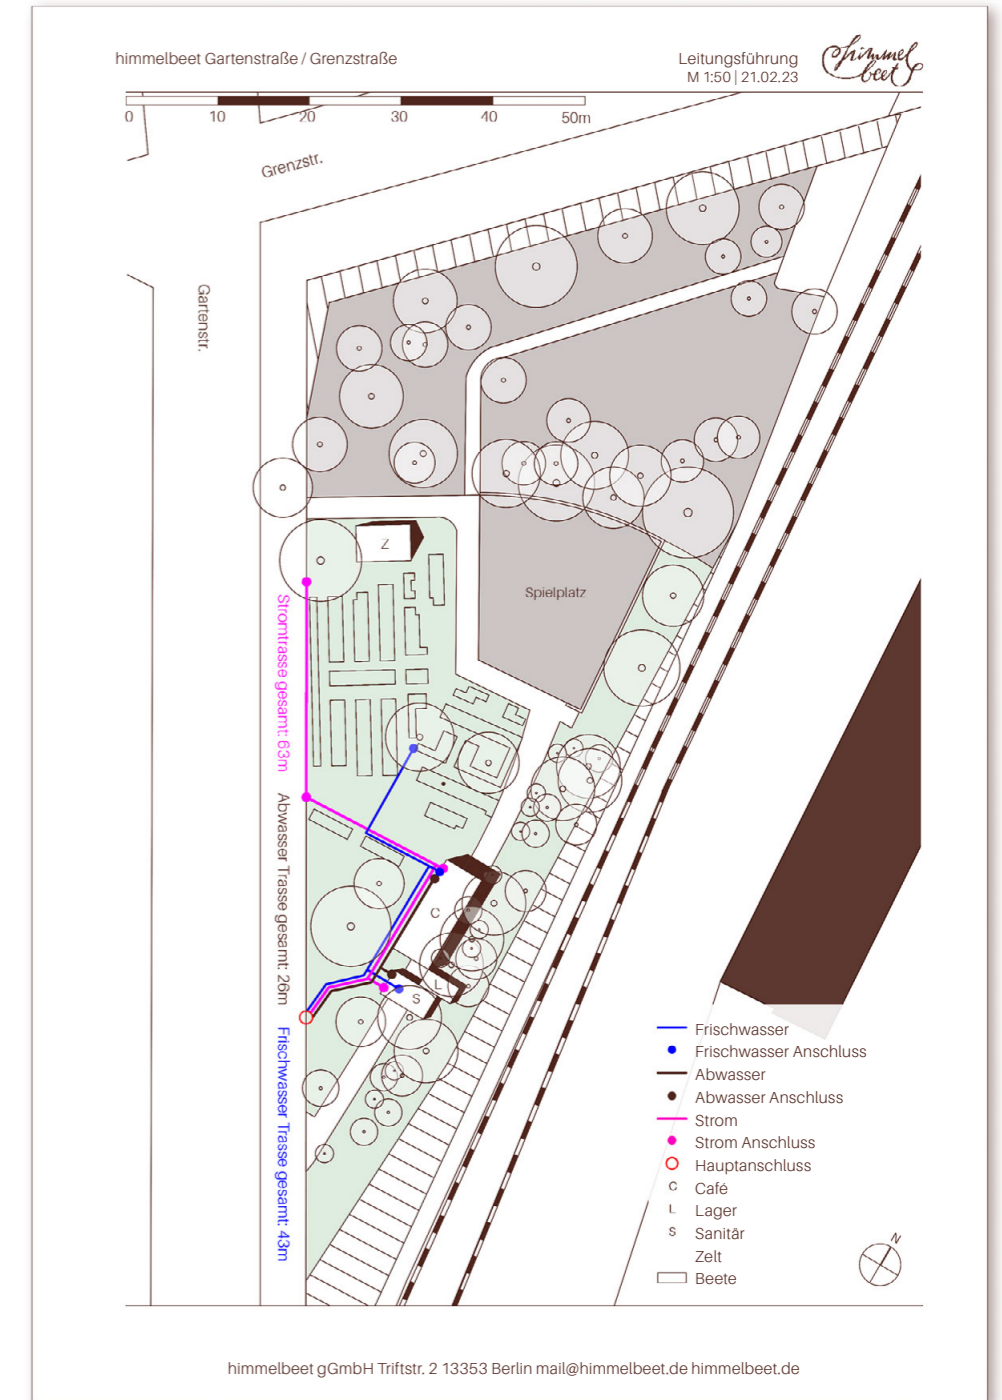 himmelbeet Gartenstraße / Grenzstraße
Leitungsführung
M 1:50 | 21.02.23
himmel
beet
0 10 20 30 40 50m
Grenzstr.
Gartenstr.
Z
Spielplatz
Stromtrasse gesamt: 63m
Abwasser Trasse gesamt: 26m
Frischwasser Trasse gesamt: 43m
C
L
S
Frischwasser
Frischwasser Anschluss
Abwasser
Abwasser Anschluss
Strom
Strom Anschluss
Hauptanschluss
C Café
L Lager
S Sanitär
Zelt
Beete
N
himmelbeet gGmbH Triftstr. 2 13353 Berlin mail@himmelbeet.de himmelbeet.de